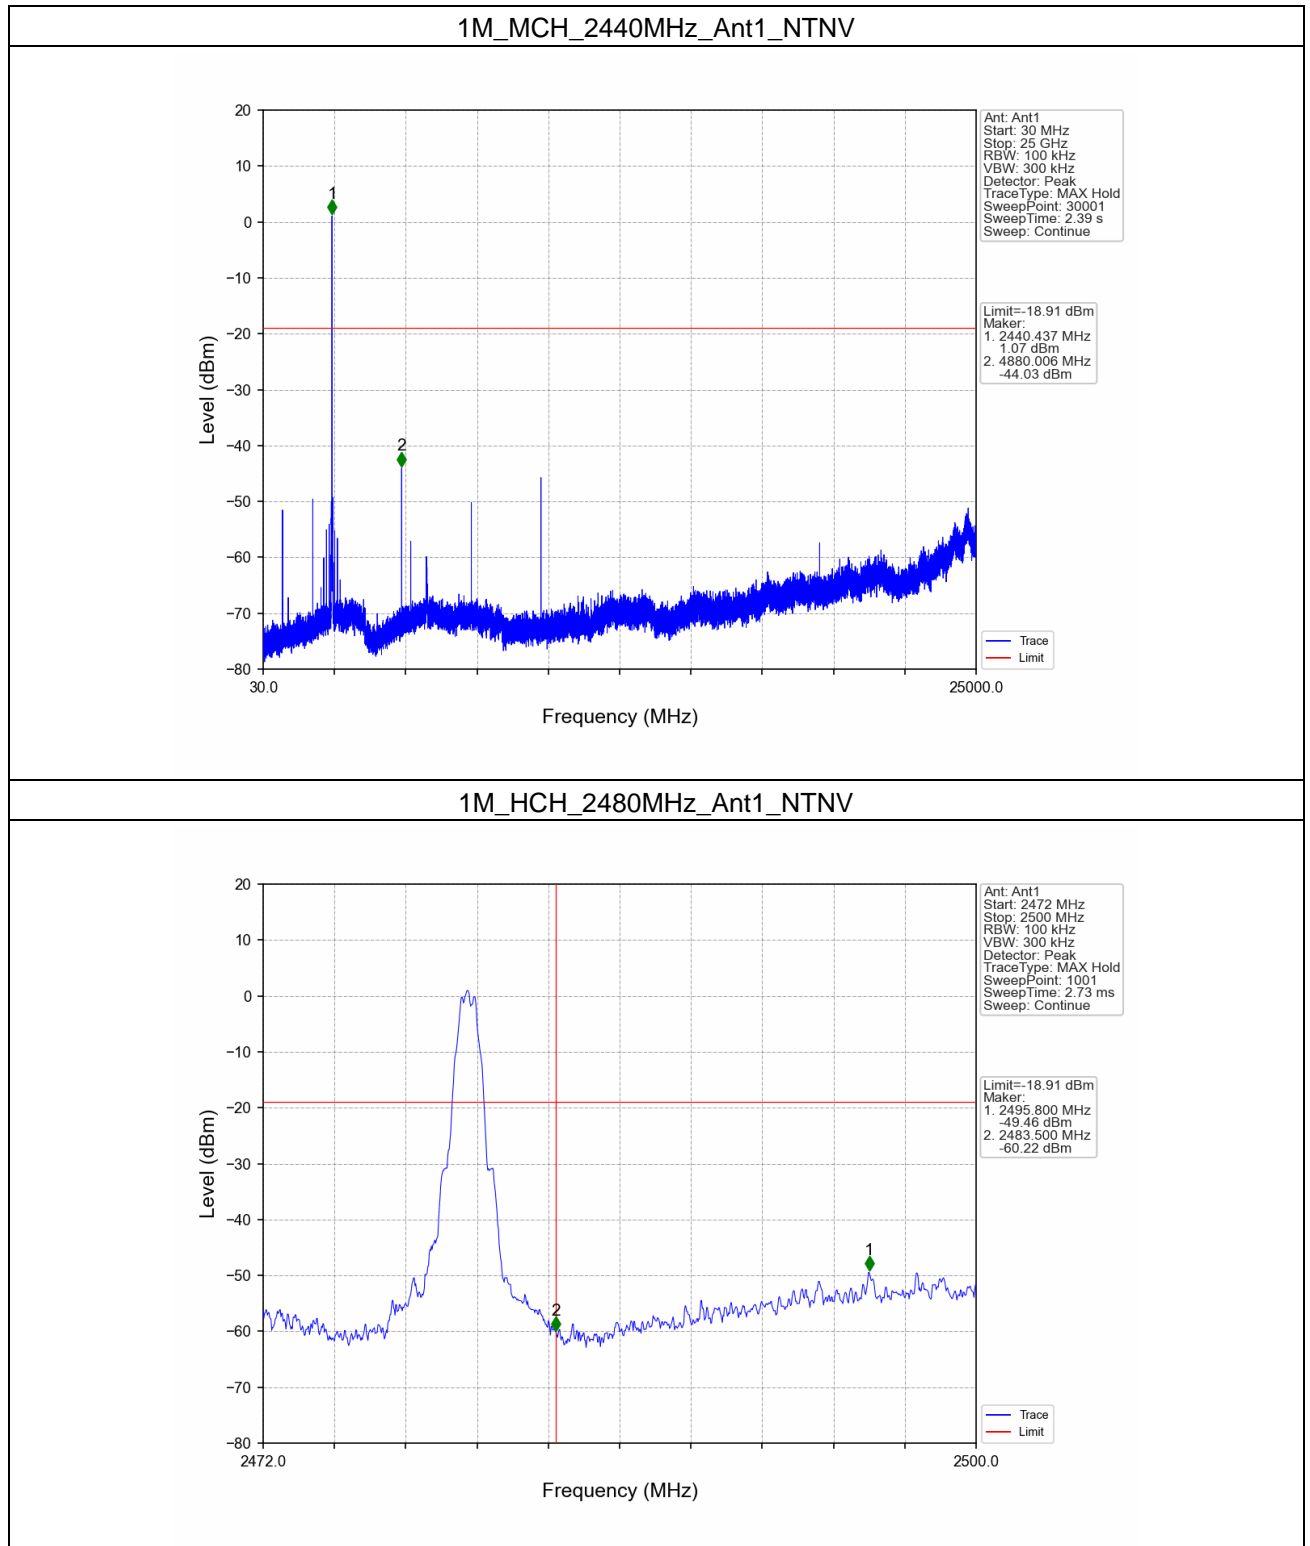 1M_MCH_2440MHz_Ant1_NTNV
20
10
0
−10
−20
−30
−40
−50
−60
−70
−80
Level (dBm)
1
2
30.0
25000.0
Frequency (MHz)
Ant: Ant1
Start: 30 MHz
Stop: 25 GHz
RBW: 100 kHz
VBW: 300 kHz
Detector: Peak
TraceType: MAX Hold
SweepPoint: 30001
SweepTime: 2.39 s
Sweep: Continue
Limit=-18.91 dBm
Maker:
1. 2440.437 MHz
1.07 dBm
2. 4880.006 MHz
-44.03 dBm
Trace
Limit
1M_HCH_2480MHz_Ant1_NTNV
20
10
0
−10
−20
−30
−40
−50
−60
−70
−80
Level (dBm)
1
2
2472.0
2500.0
Frequency (MHz)
Ant: Ant1
Start: 2472 MHz
Stop: 2500 MHz
RBW: 100 kHz
VBW: 300 kHz
Detector: Peak
TraceType: MAX Hold
SweepPoint: 1001
SweepTime: 2.73 ms
Sweep: Continue
Limit=-18.91 dBm
Maker:
1. 2495.800 MHz
-49.46 dBm
2. 2483.500 MHz
-60.22 dBm
Trace
Limit